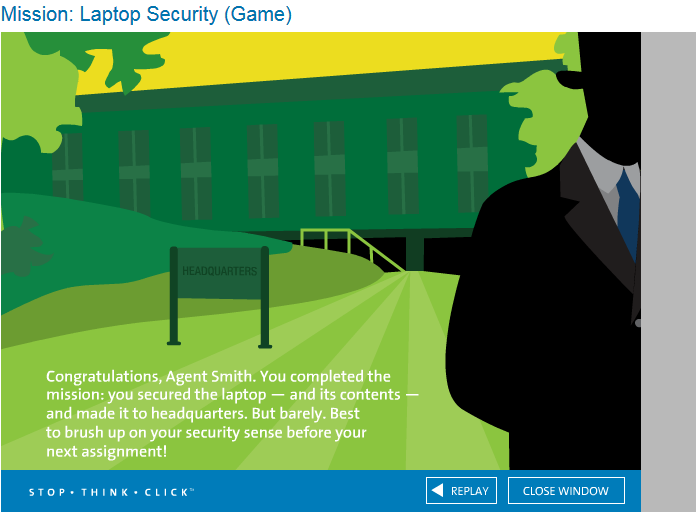 Mission: Laptop Security (Game)
HEADQUARTERS
Congratulations, Agent Smith. You completed the
mission: you secured the laptop — and its contents —
and made it to headquarters. But barely. Best
to brush up on your security sense before your
next assignment!
STOP • THINK • CLICK™
REPLAY
CLOSE WINDOW